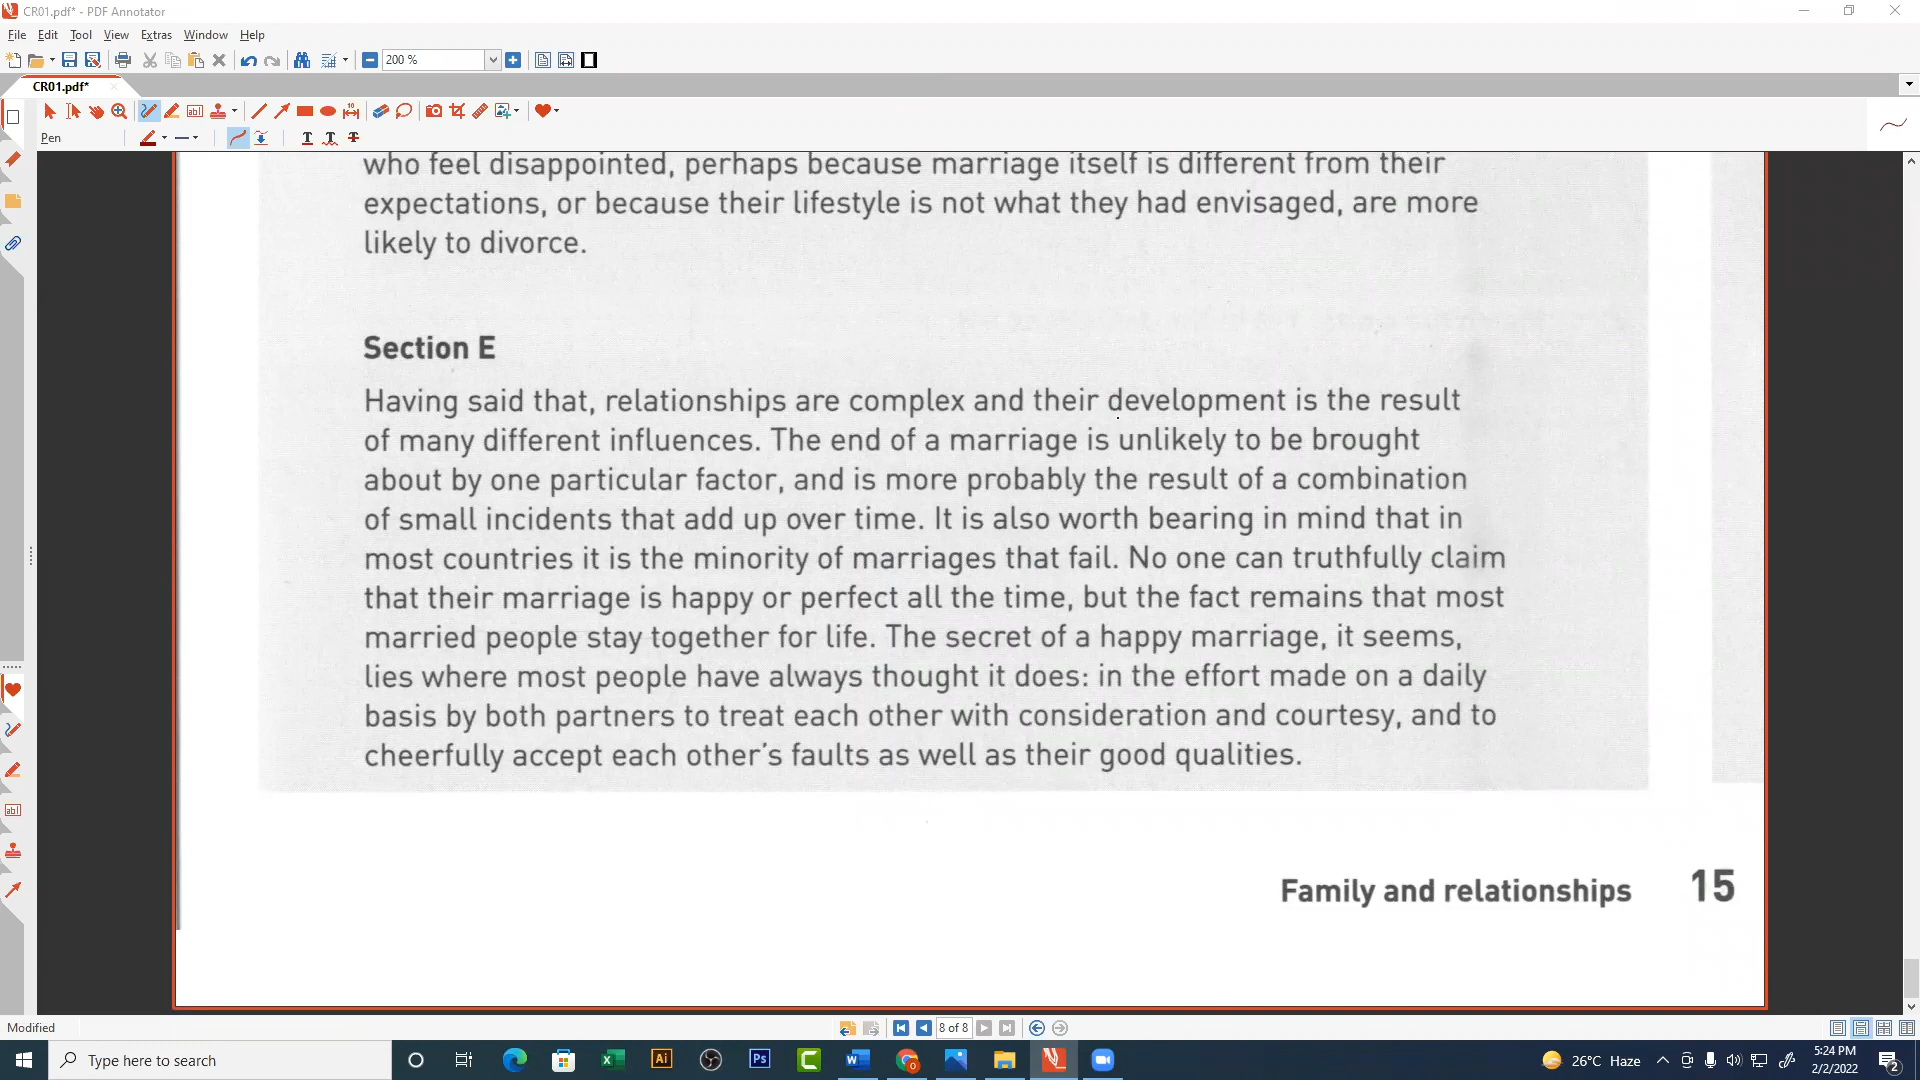 CR01.pdf* - PDF Annotator
File Edit Tool View Extras Window Help
200 %
CR01.pdf*
Pen
who feel disappointed, perhaps because marriage itself is different from their
expectations, or because their lifestyle is not what they had envisaged, are more
likely to divorce.
Section E
Having said that, relationships are complex and their development is the result
of many different influences. The end of a marriage is unlikely to be brought
about by one particular factor, and is more probably the result of a combination
of small incidents that add up over time. It is also worth bearing in mind that in
most countries it is the minority of marriages that fail. No one can truthfully claim
that their marriage is happy or perfect all the time, but the fact remains that most
married people stay together for life. The secret of a happy marriage, it seems,
lies where most people have always thought it does: in the effort made on a daily
basis by both partners to treat each other with consideration and courtesy, and to
cheerfully accept each other's faults as well as their good qualities.
Family and relationships 15
Modified 8 of 8
Type here to search 26°C Haze 5:24 PM
2/2/2022 2